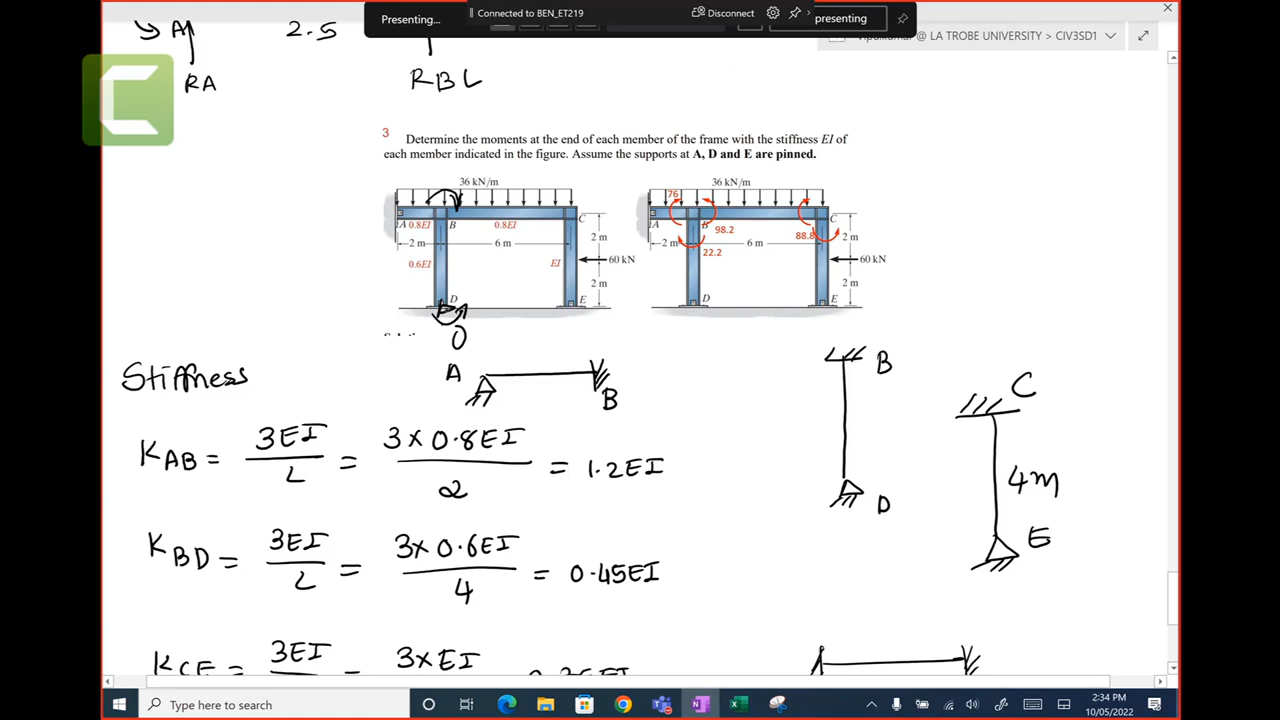 Presenting...
Connected to BEN_ET219
Disconnect
presenting
@ LA TROBE UNIVERSITY > CIV3SD1
2.5
RA
RBL
3
Determine the moments at the end of each member of the frame with the stiffness EI of
each member indicated in the figure. Assume the supports at A, D and E are pinned.
36 kN/m
A 0.8EI B 0.8EI C
2 m
6 m
2 m
0.6EI
EI
60 kN
2 m
D
E
0
36 kN/m
76
A
B
C
98.2
88.8
2 m
6 m
2 m
22.2
60 kN
2 m
D
E
Stiffness
A
B
B
D
C
4m
E
KAB = 3EI/L = 3 × 0.8EI/2 = 1.2EI
KBD = 3EI/L = 3 × 0.6EI/4 = 0.45EI
KCE = 3EI = 3 × EI
Type here to search
2:34 PM
10/05/2022